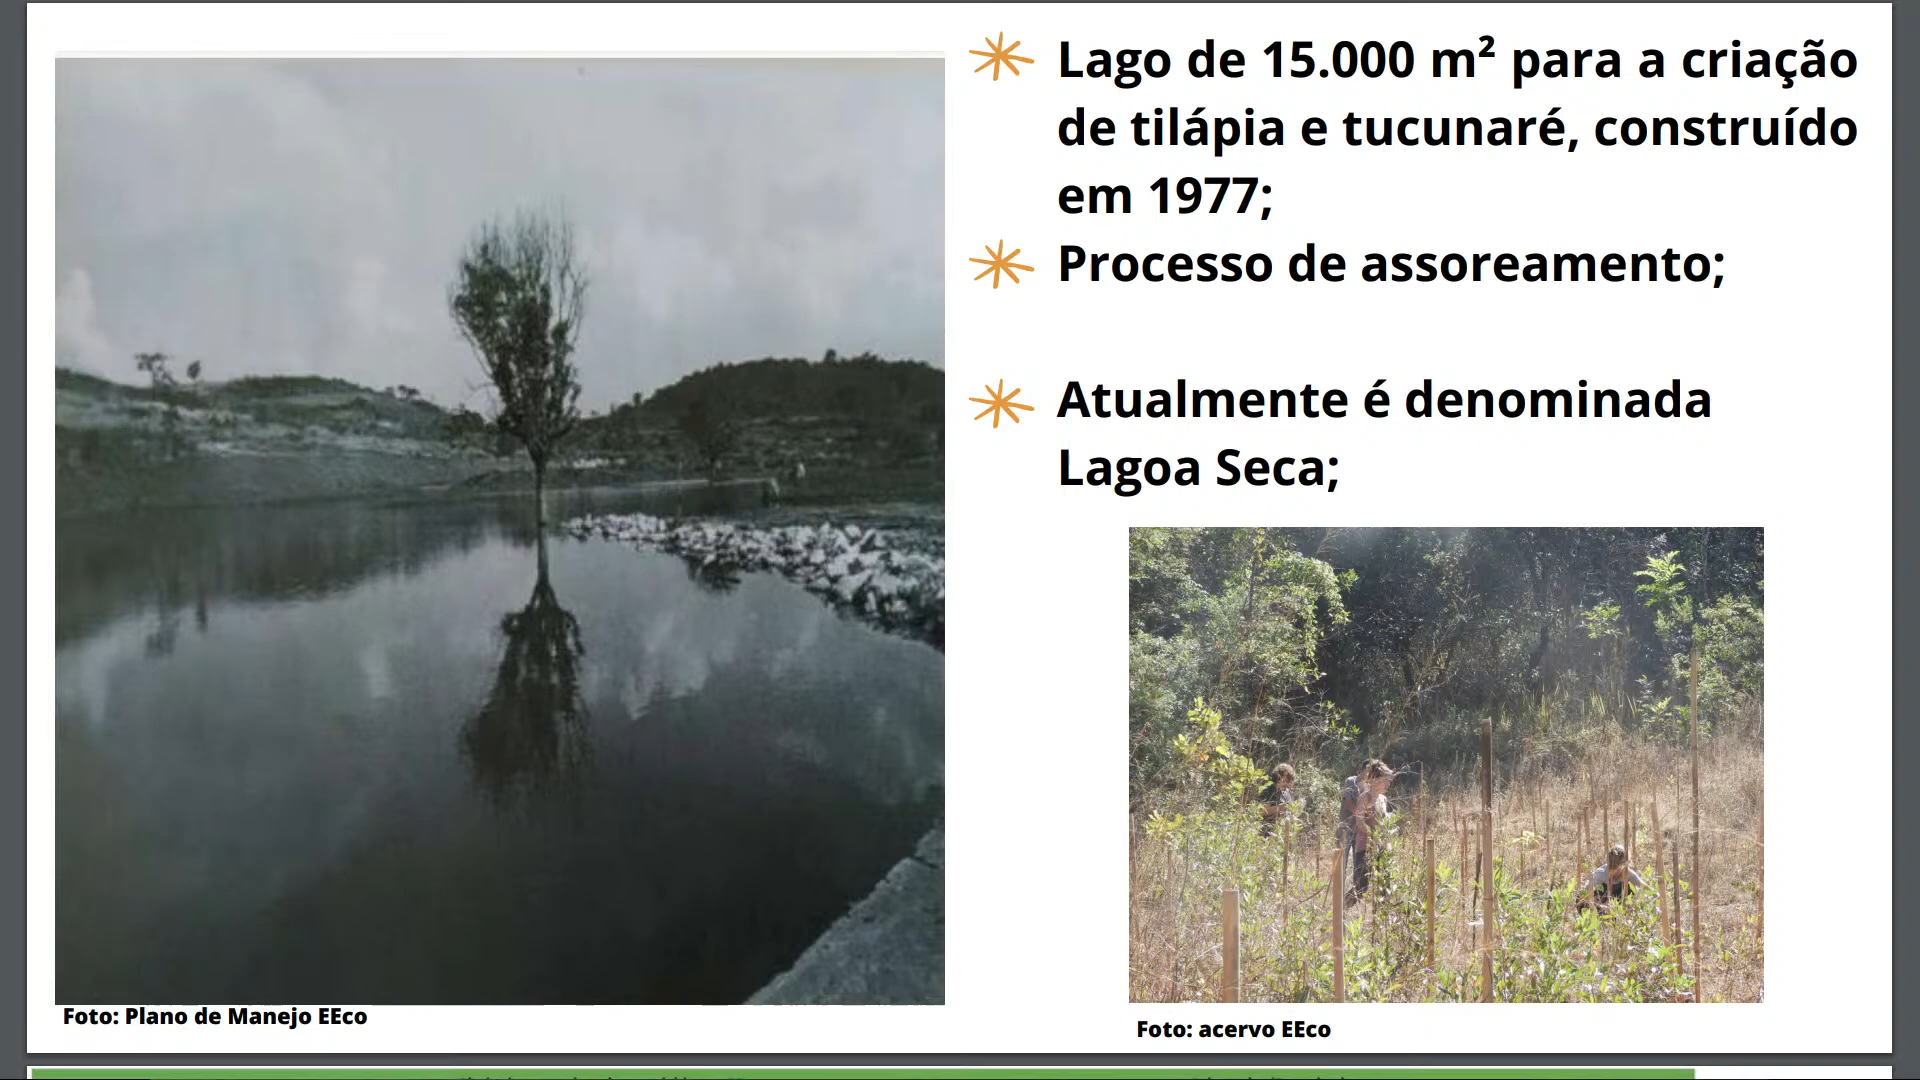 Lago de 15.000 m² para a criação
de tilápia e tucunaré, construído
em 1977;
Processo de assoreamento;
Atualmente é denominada
Lagoa Seca;
Foto: Plano de Manejo EEco
Foto: acervo EEco